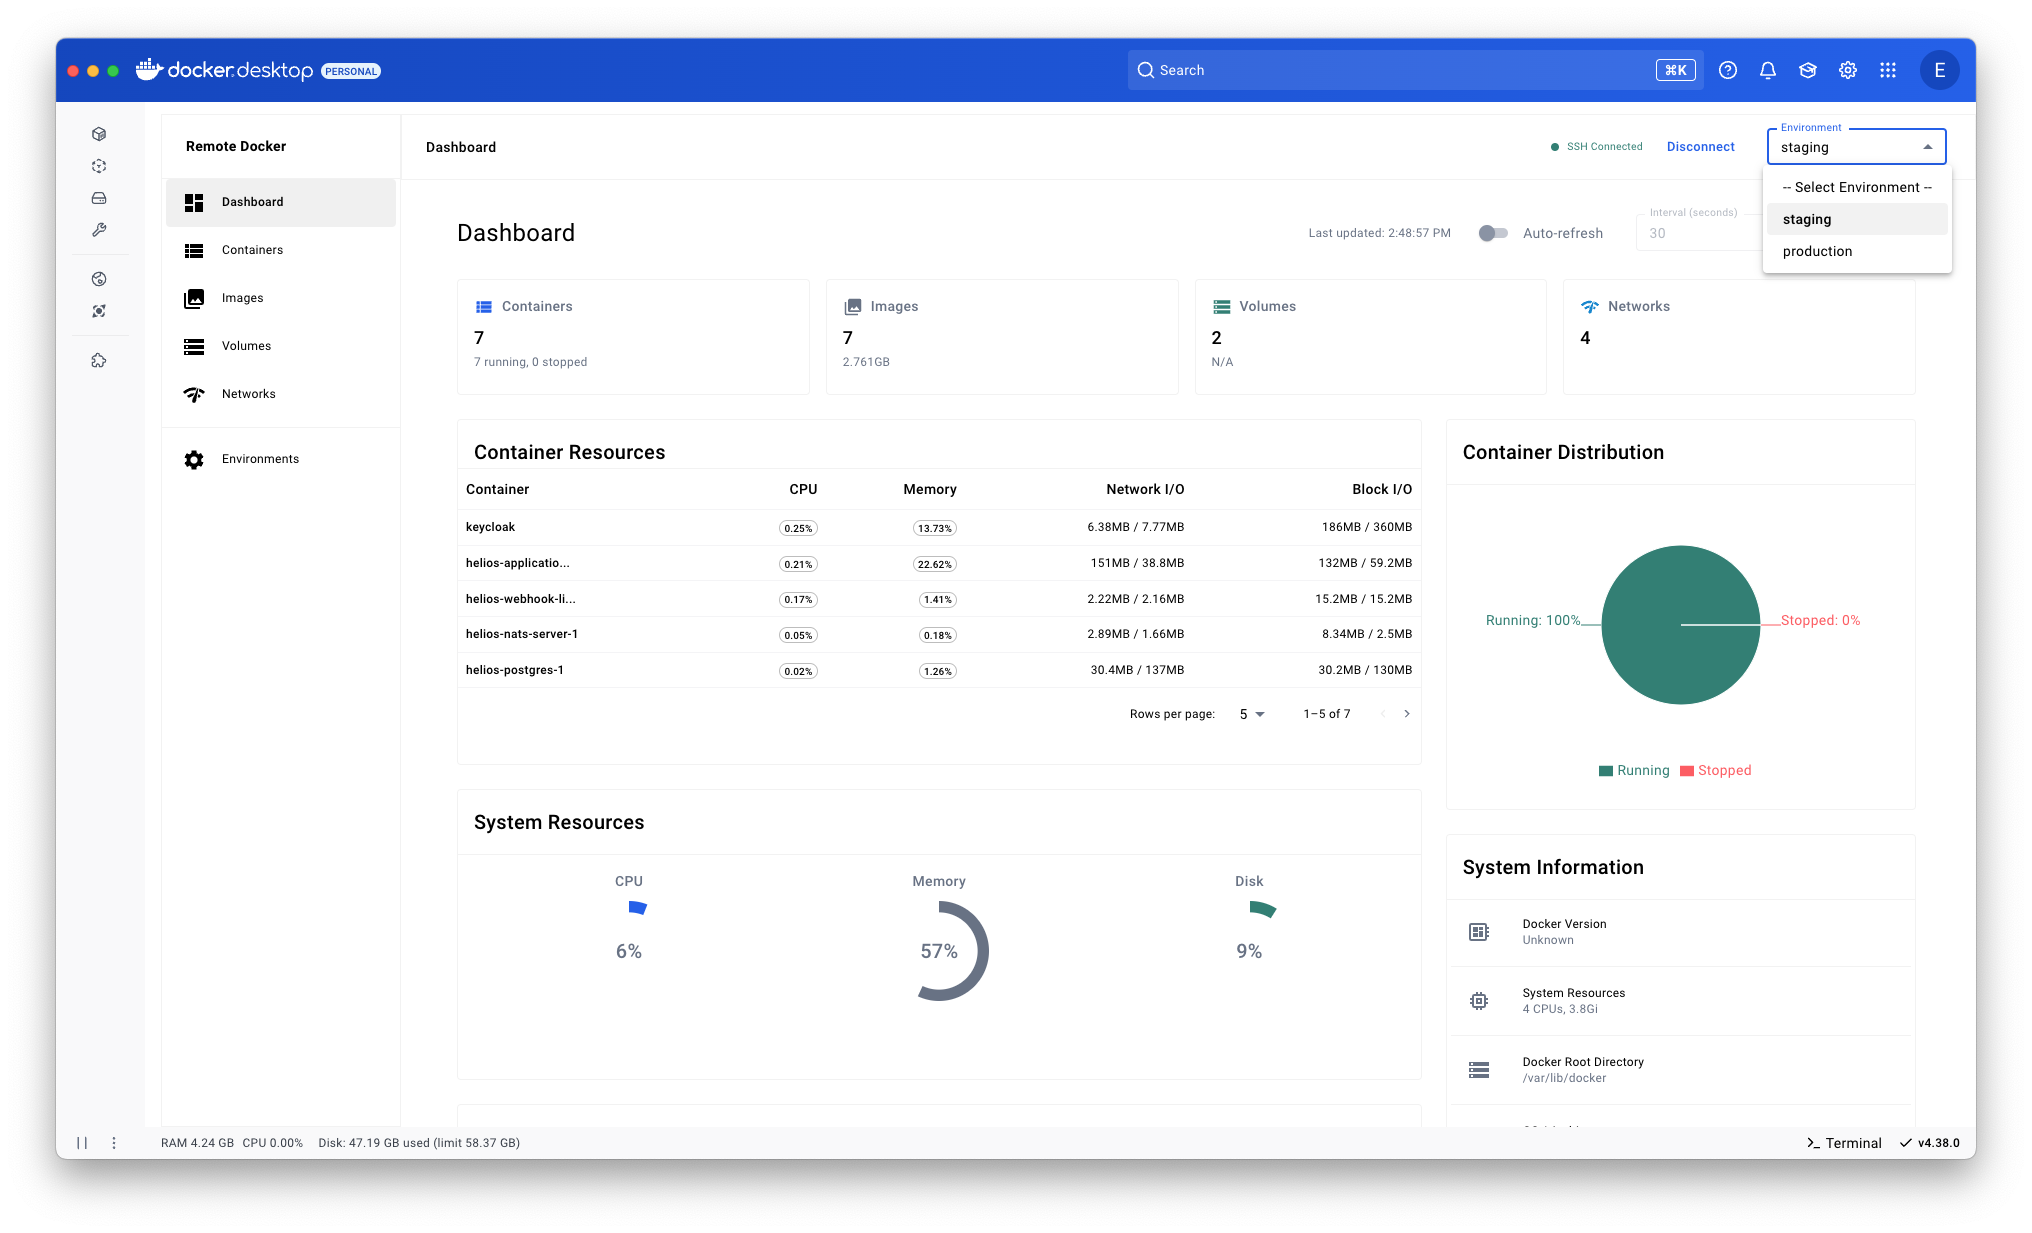 docker desktop PERSONAL
Search ⌘K
E
Remote Docker
Dashboard
Containers
Images
Volumes
Networks
Environments
Dashboard
SSH Connected Disconnect
Environment
staging
-- Select Environment --
staging
production
Dashboard
Last updated: 2:48:57 PM Auto-refresh
Interval (seconds)
30
Containers
7
7 running, 0 stopped
Images
7
2.761GB
Volumes
2
N/A
Networks
4
Container Resources
Container CPU Memory Network I/O Block I/O
keycloak 0.25% 13.73% 6.38MB / 7.77MB 186MB / 360MB
helios-applicatio... 0.21% 22.62% 151MB / 38.8MB 132MB / 59.2MB
helios-webhook-li... 0.17% 1.41% 2.22MB / 2.16MB 15.2MB / 15.2MB
helios-nats-server-1 0.05% 0.18% 2.89MB / 1.66MB 8.34MB / 2.5MB
helios-postgres-1 0.02% 1.26% 30.4MB / 137MB 30.2MB / 130MB
Rows per page: 5 1–5 of 7
Container Distribution
Running: 100% Stopped: 0%
Running Stopped
System Resources
CPU Memory Disk
6% 57% 9%
System Information
Docker Version
Unknown
System Resources
4 CPUs, 3.8Gi
Docker Root Directory
/var/lib/docker
RAM 4.24 GB CPU 0.00% Disk: 47.19 GB used (limit 58.37 GB)
Terminal v4.38.0